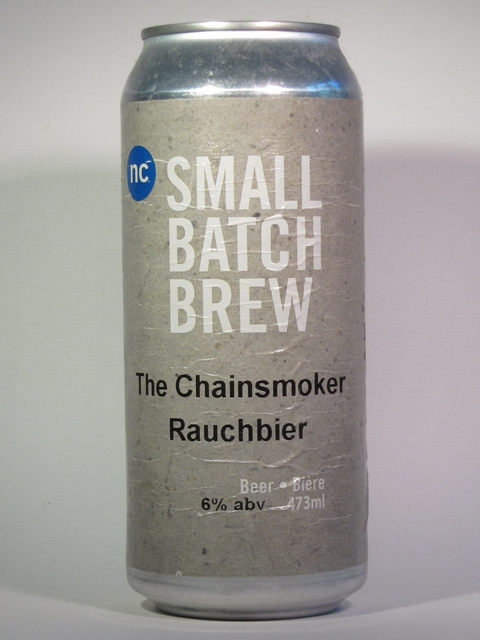 nc
SMALL
BATCH
BREW
The Chainsmoker
Rauchbier
Beer • Bière
6% abv 473ml